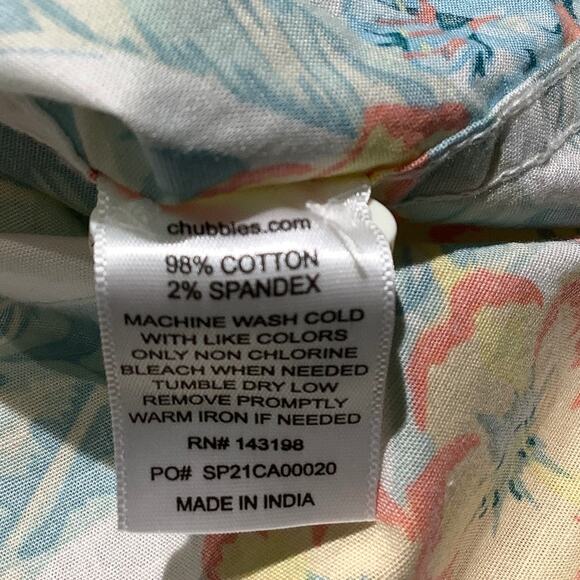 chubbies.com
98% COTTON
2% SPANDEX
MACHINE WASH COLD
WITH LIKE COLORS
ONLY NON CHLORINE
BLEACH WHEN NEEDED
TUMBLE DRY LOW
REMOVE PROMPTLY
WARM IRON IF NEEDED
RN# 143198
PO# SP21CA00020
MADE IN INDIA